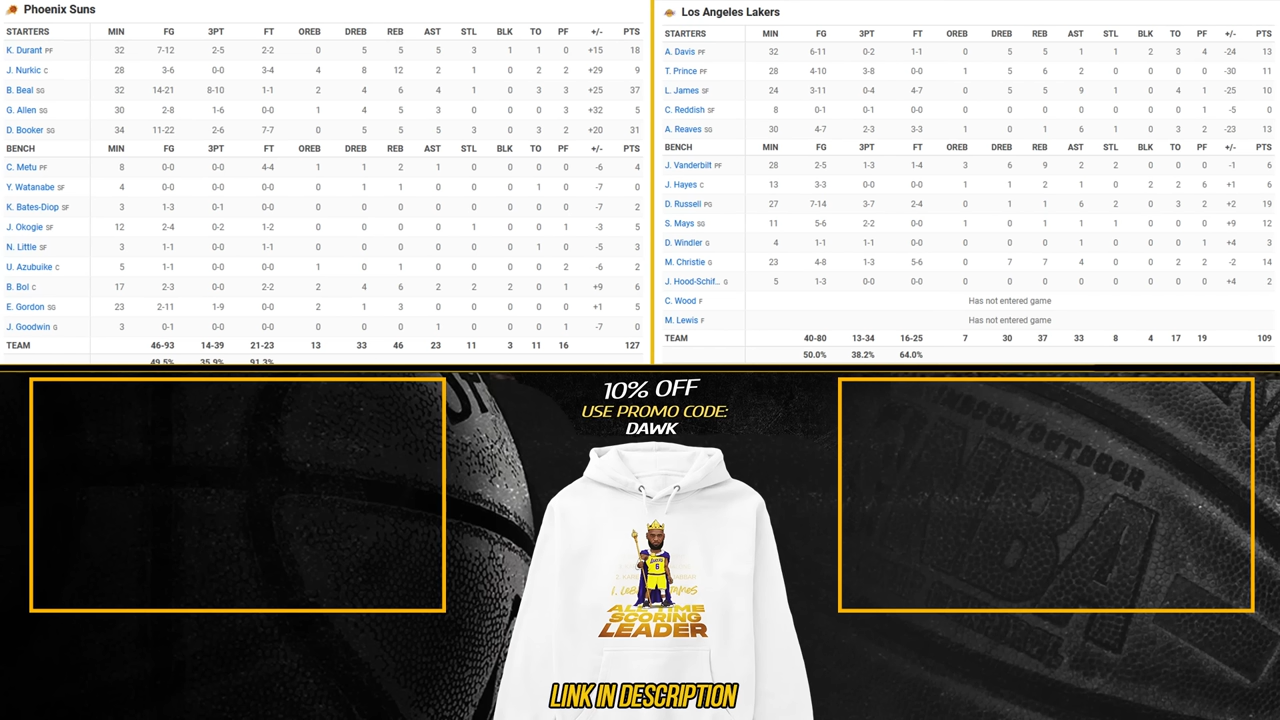 Phoenix Suns
STARTERS MIN FG 3PT FT OREB DREB REB AST STL BLK TO PF +/- PTS
K. Durant PF 32 7-12 2-5 2-2 0 5 5 5 3 1 1 0 +15 18
J. Nurkic C 28 3-6 0-0 3-4 4 8 12 2 1 0 2 2 +29 9
B. Beal SG 32 14-21 8-10 1-1 2 4 6 4 1 0 3 3 +25 37
G. Allen SG 30 2-8 1-6 0-0 1 4 5 3 0 0 0 3 +32 5
D. Booker SG 34 11-22 2-6 7-7 0 5 5 5 3 0 3 2 +20 31
BENCH MIN FG 3PT FT OREB DREB REB AST STL BLK TO PF +/- PTS
C. Metu PF 8 0-0 0-0 4-4 1 1 2 1 0 0 0 0 -6 4
Y. Watanabe SF 4 0-0 0-0 0-0 0 1 1 0 0 0 1 0 -7 0
K. Bates-Diop SF 3 1-3 0-1 0-0 0 0 0 0 0 0 0 0 -7 2
J. Okogie SF 12 2-4 0-2 1-2 0 0 0 0 1 0 0 1 -3 5
N. Little SF 3 1-1 0-0 1-1 0 0 0 0 0 0 1 0 -5 3
U. Azubuike C 5 1-1 0-0 0-0 1 0 1 0 0 0 0 2 -6 2
B. Bol C 17 2-3 0-0 2-2 2 4 6 2 2 2 0 1 +9 6
E. Gordon SG 23 2-11 1-9 0-0 2 1 3 0 0 0 0 0 +1 5
J. Goodwin G 3 0-1 0-0 0-0 0 0 0 1 0 0 0 1 -7 0
TEAM 46-93 14-39 21-23 13 33 46 23 11 3 11 16 127
49.5% 35.9% 91.3%
Los Angeles Lakers
STARTERS MIN FG 3PT FT OREB DREB REB AST STL BLK TO PF +/- PTS
A. Davis PF 32 6-11 0-2 1-1 0 5 5 1 1 2 3 4 -24 13
T. Prince PF 28 4-10 3-8 0-0 1 5 6 2 1 0 0 1 -30 11
L. James SF 24 3-11 0-4 4-7 0 5 5 9 1 0 4 1 -25 10
C. Reddish SF 8 0-1 0-1 0-0 0 0 0 0 0 0 0 1 -5 0
A. Reaves SG 30 4-7 2-3 3-3 0 1 1 6 1 0 3 2 -23 13
BENCH MIN FG 3PT FT OREB DREB REB AST STL BLK TO PF +/- PTS
J. Vanderbilt PF 28 2-5 1-3 1-4 3 6 9 2 2 0 0 0 -1 6
J. Hayes C 13 3-3 0-0 0-0 1 1 2 1 0 2 2 6 +1 6
D. Russell PG 27 7-14 3-7 2-4 0 1 1 6 2 0 3 2 +2 19
S. Mays SG 11 5-6 2-2 0-0 1 0 1 1 1 0 1 0 +9 12
D. Windler G 4 1-1 1-1 0-0 0 0 0 1 0 0 0 1 +4 3
M. Christie G 23 4-8 1-3 5-6 0 7 7 4 0 0 2 2 -2 14
J. Hood-Schif... G 5 1-3 0-0 0-0 0 0 0 0 0 0 0 0 +4 2
C. Wood F Has not entered game
M. Lewis F Has not entered game
TEAM 40-80 13-34 16-25 7 30 37 33 8 4 17 19 109
50.0% 38.2% 64.0%
10% OFF
USE PROMO CODE:
DAWK
ALL TIME
SCORING
LEADER
LINK IN DESCRIPTION